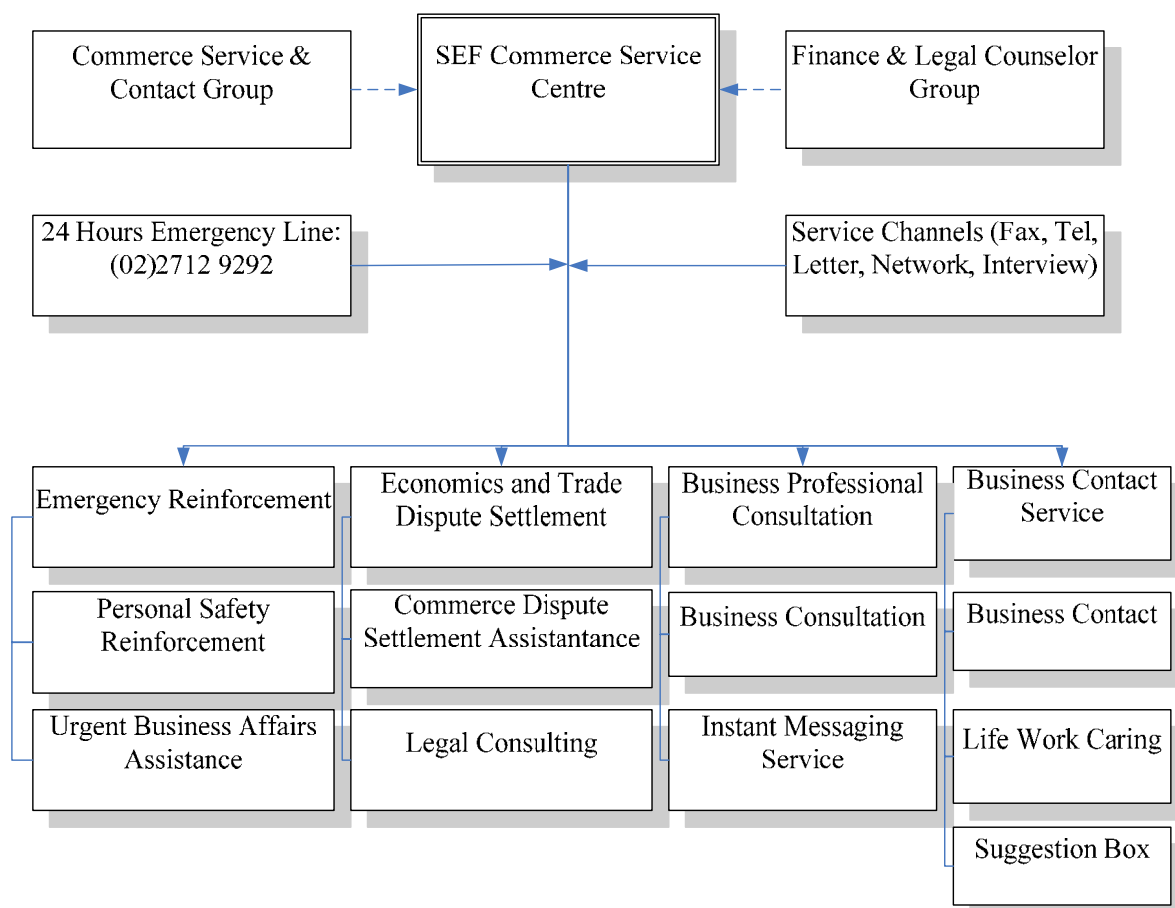 Commerce Service &
Contact Group
SEF Commerce Service
Centre
Finance & Legal Counselor
Group
24 Hours Emergency Line:
(02)2712 9292
Service Channels (Fax, Tel,
Letter, Network, Interview)
Emergency Reinforcement
Economics and Trade
Dispute Settlement
Business Professional
Consultation
Business Contact
Service
Personal Safety
Reinforcement
Commerce Dispute
Settlement Assistantance
Business Consultation
Business Contact
Urgent Business Affairs
Assistance
Legal Consulting
Instant Messaging
Service
Life Work Caring
Suggestion Box